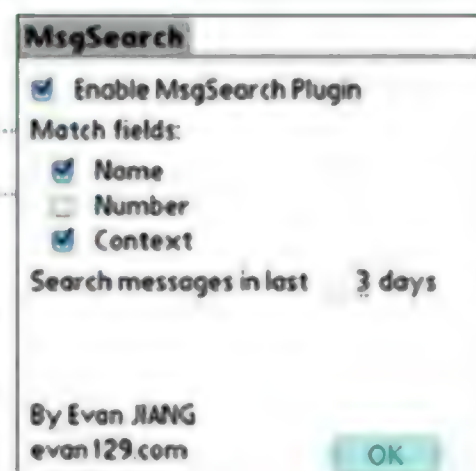 MsgSearch
Enable MsgSearch Plugin
Match fields:
Name
Number
Context
Search messages in last 3 days
By Evan JIANG
evan129.com
OK